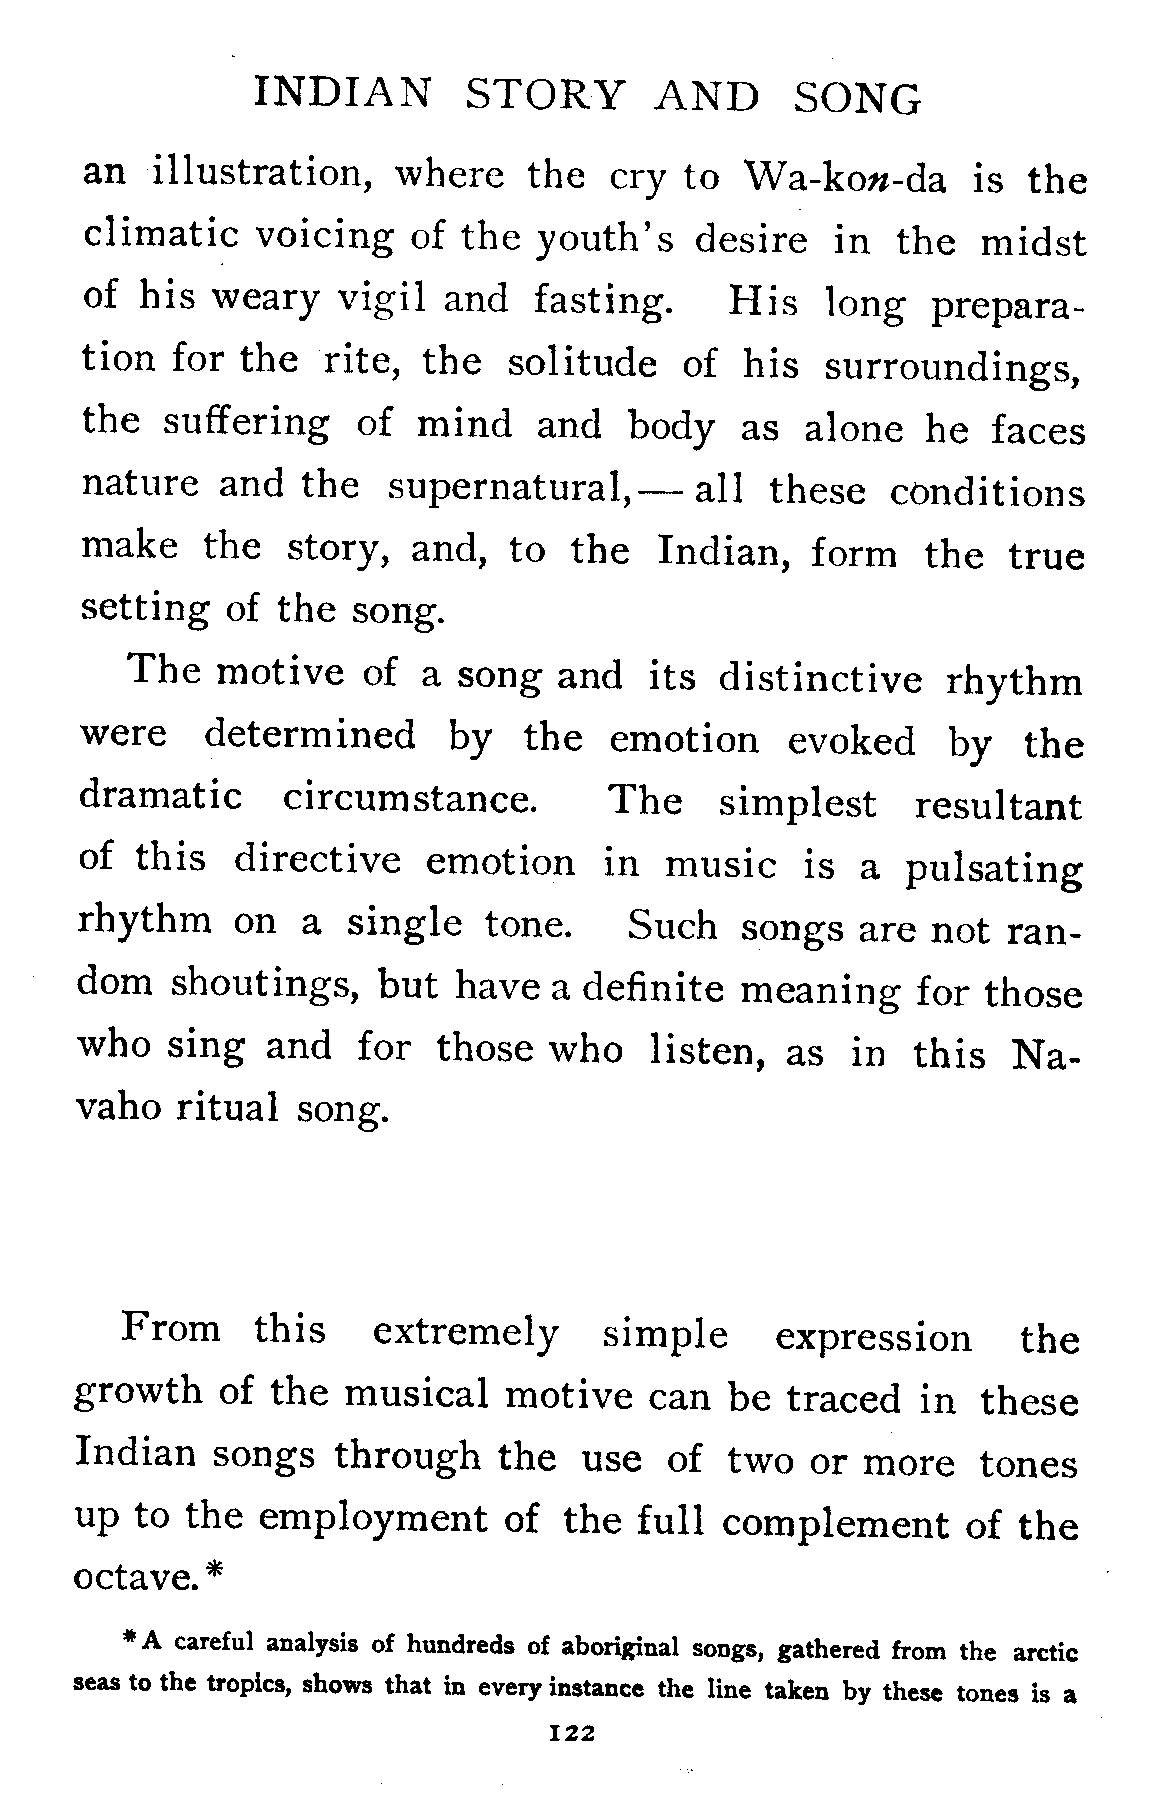 INDIAN STORY AND SONG
an illustration, where the cry to Wa-kon-da is the
climatic voicing of the youth's desire in the midst
of his weary vigil and fasting. His long prepara-
tion for the rite, the solitude of his surroundings,
the suffering of mind and body as alone he faces
nature and the supernatural,— all these conditions
make the story, and, to the Indian, form the true
setting of the song.
The motive of a song and its distinctive rhythm
were determined by the emotion evoked by the
dramatic circumstance. The simplest resultant
of this directive emotion in music is a pulsating
rhythm on a single tone. Such songs are not ran-
dom shoutings, but have a definite meaning for those
who sing and for those who listen, as in this Na-
vaho ritual song.
From this extremely simple expression the
growth of the musical motive can be traced in these
Indian songs through the use of two or more tones
up to the employment of the full complement of the
octave.*
*A careful analysis of hundreds of aboriginal songs, gathered from the arctic
seas to the tropics, shows that in every instance the line taken by these tones is a
122